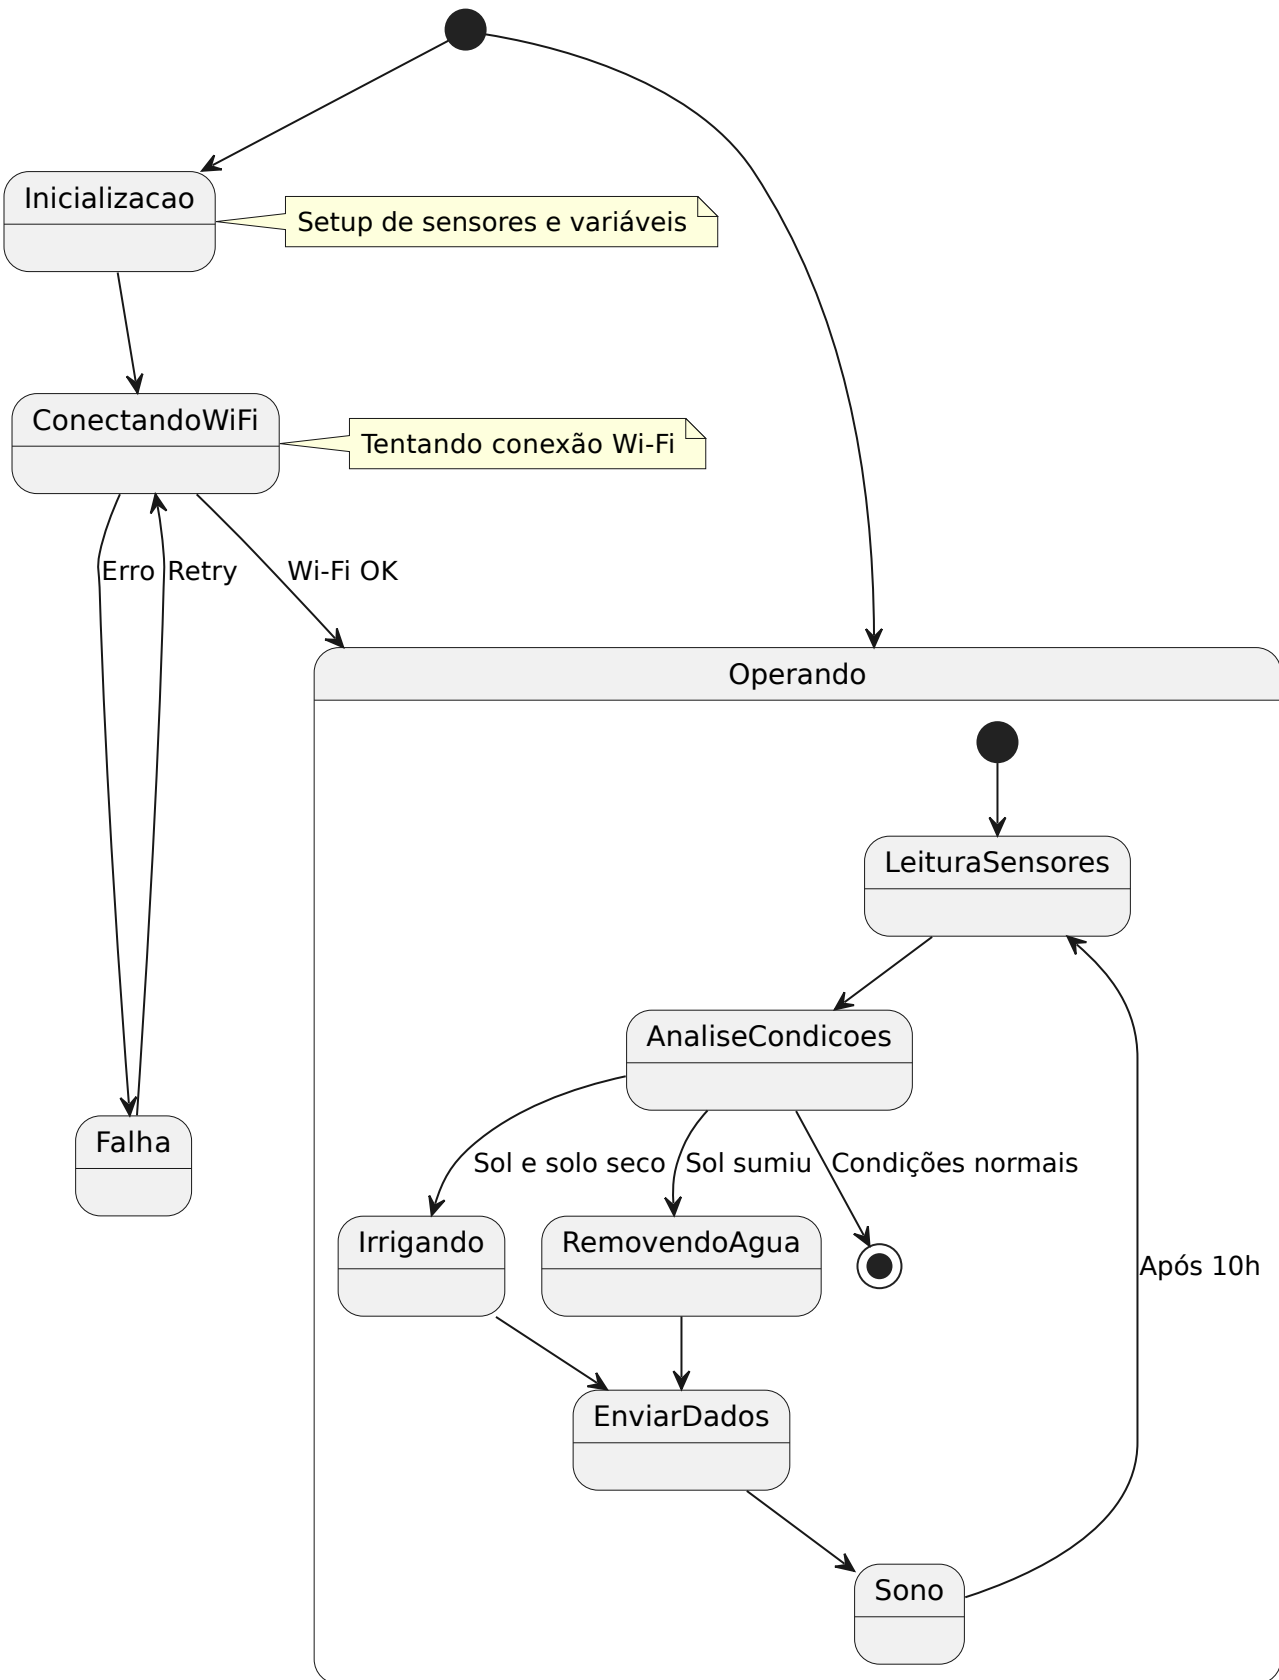 Inicializacao
Setup de sensores e variáveis
ConectandoWiFi
Tentando conexão Wi-Fi
Erro
Retry
Wi-Fi OK
Operando
LeituraSensores
AnaliseCondicoes
Falha
Sol e solo seco
Sol sumiu
Condições normais
Irrigando
RemovendoAgua
Após 10h
EnviarDados
Sono